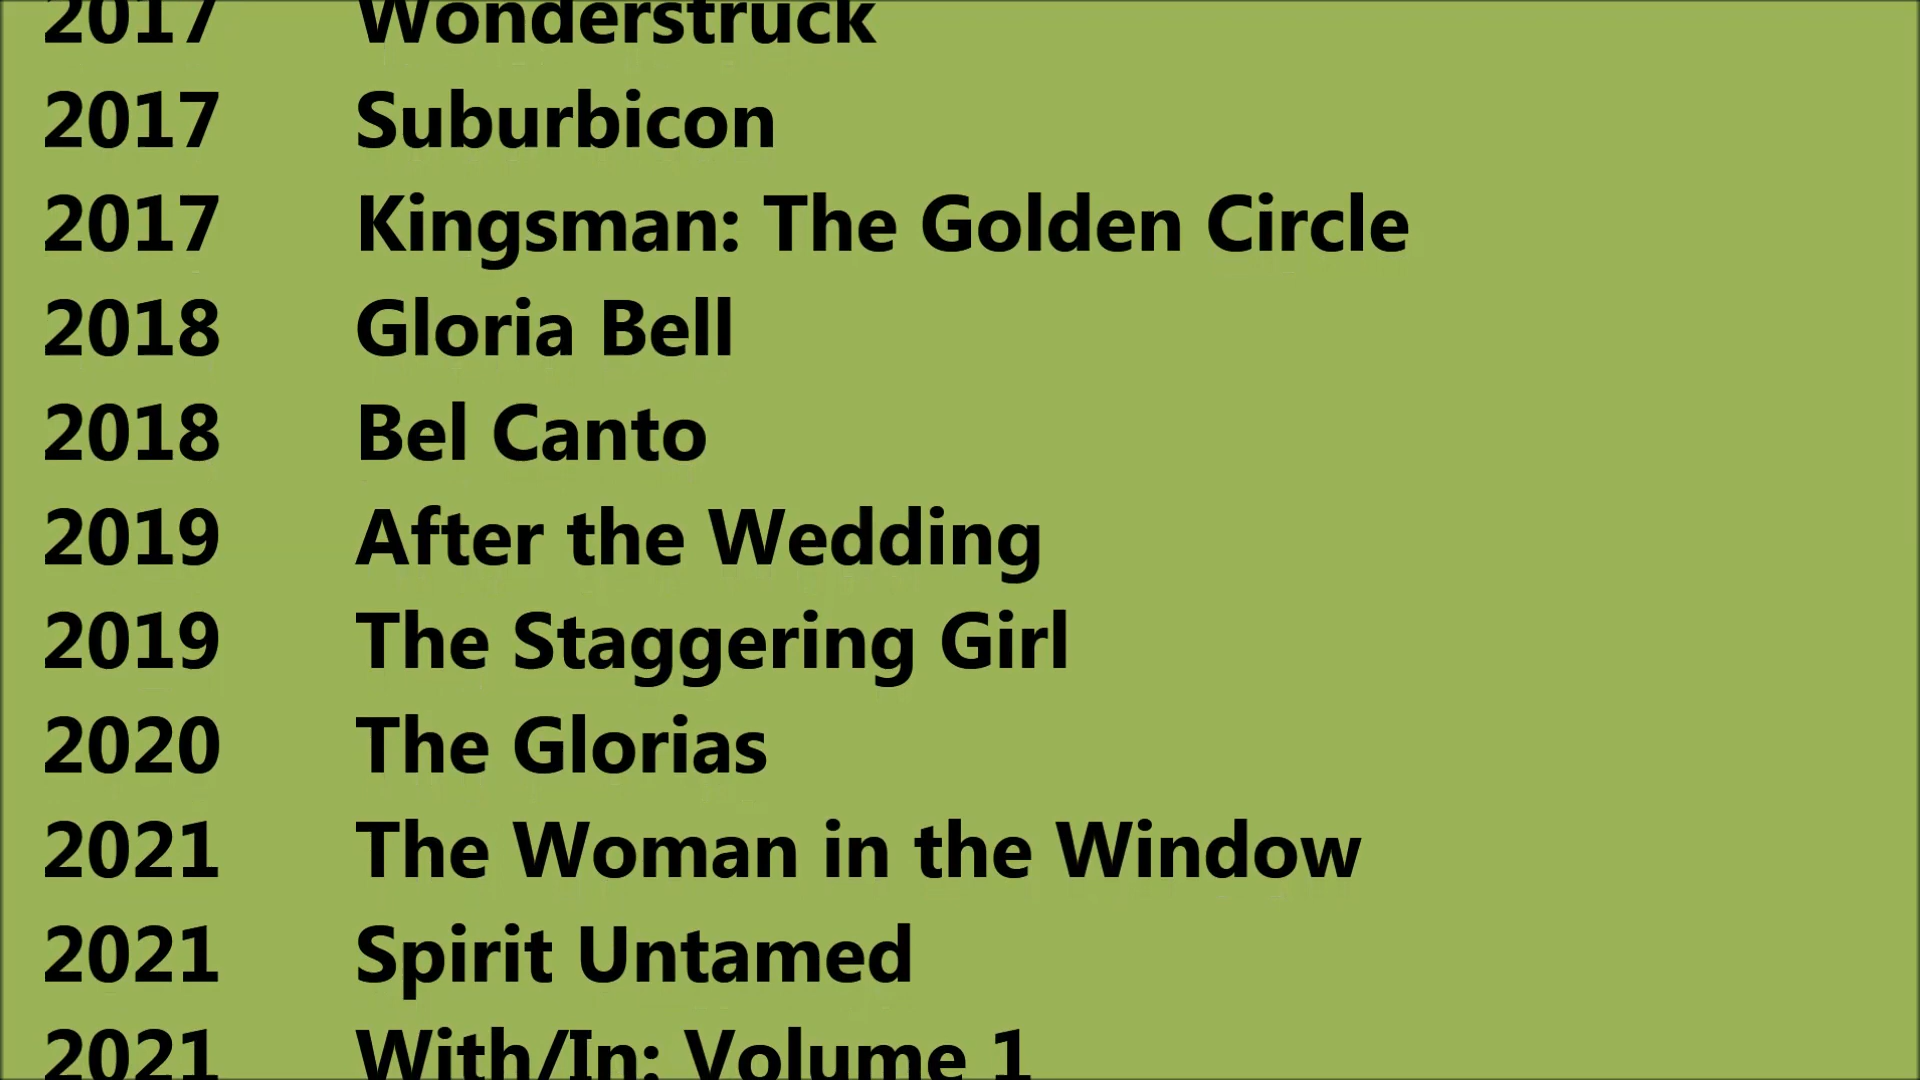 2017 Wonderstruck
2017 Suburbicon
2017 Kingsman: The Golden Circle
2018 Gloria Bell
2018 Bel Canto
2019 After the Wedding
2019 The Staggering Girl
2020 The Glorias
2021 The Woman in the Window
2021 Spirit Untamed
2021 With/In: Volume 1